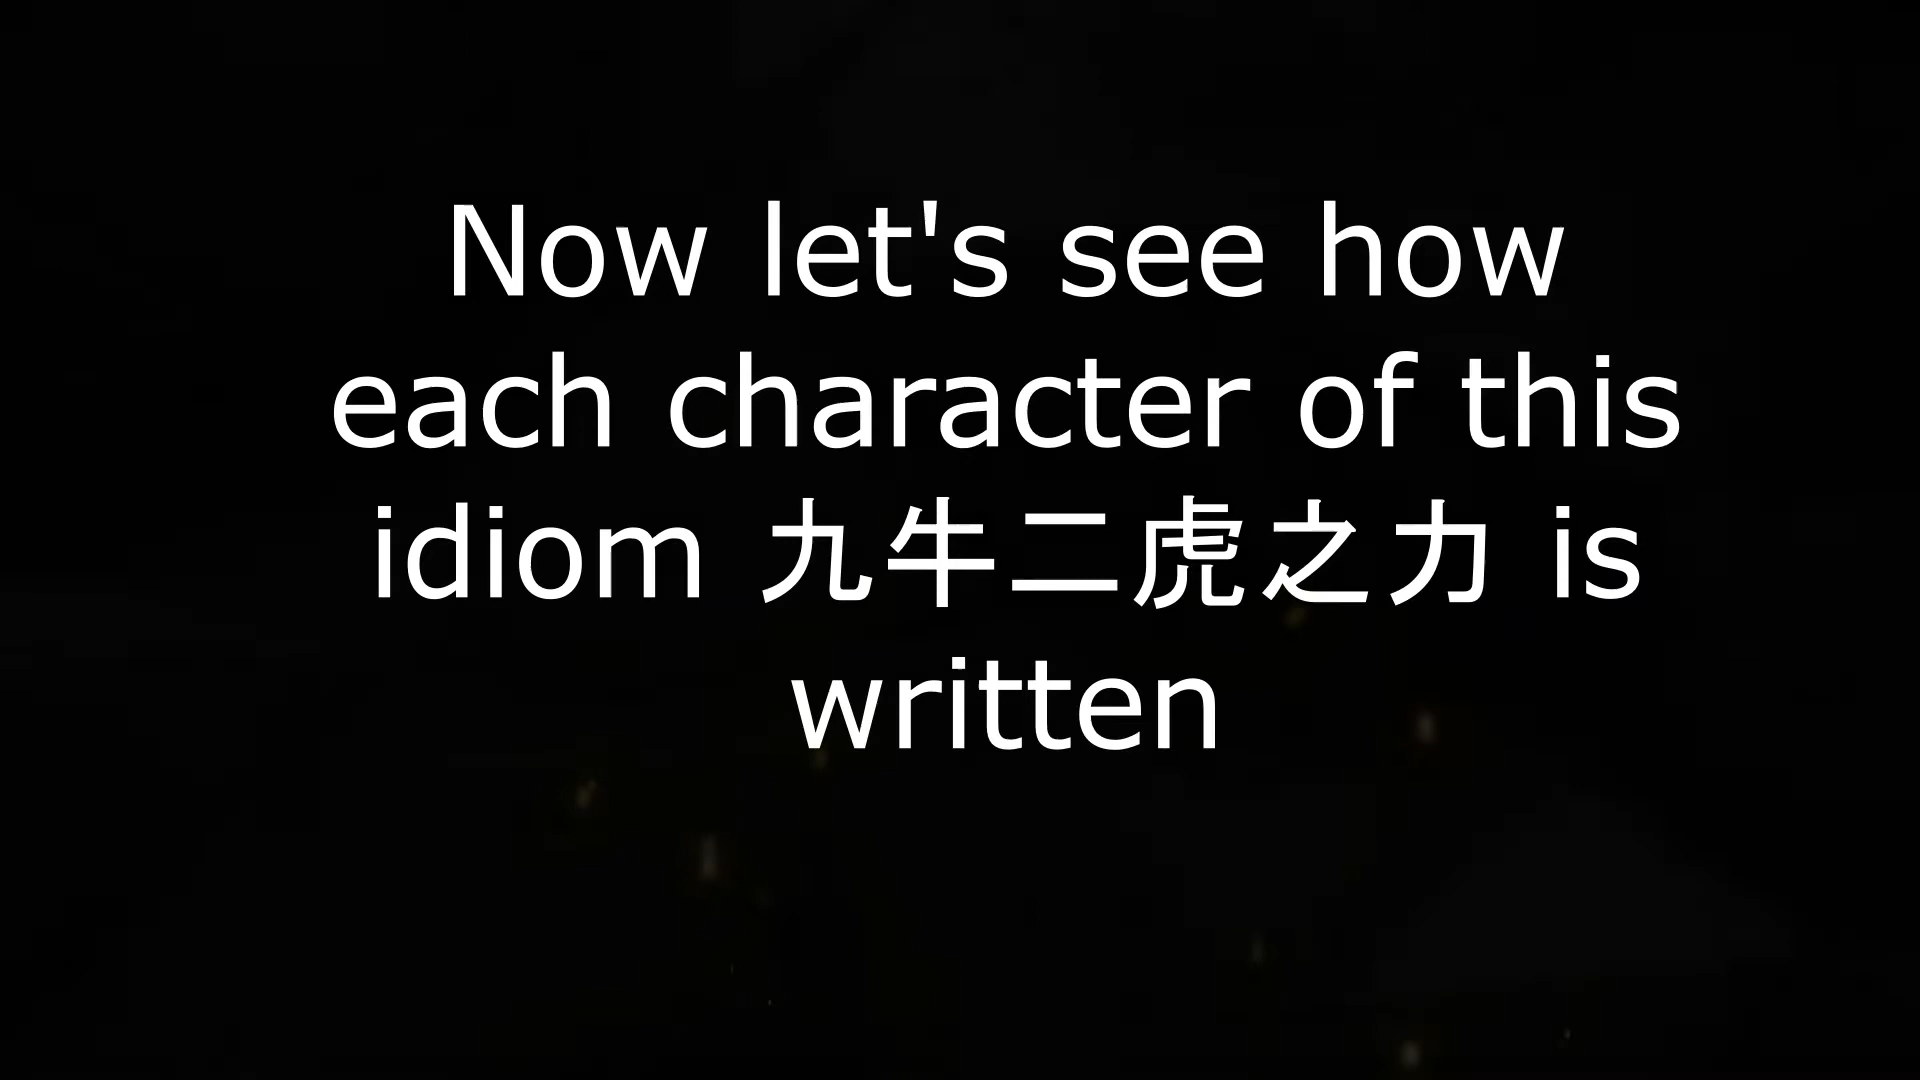 Now let's see how
each character of this
idiom 九牛二虎之力 is
written